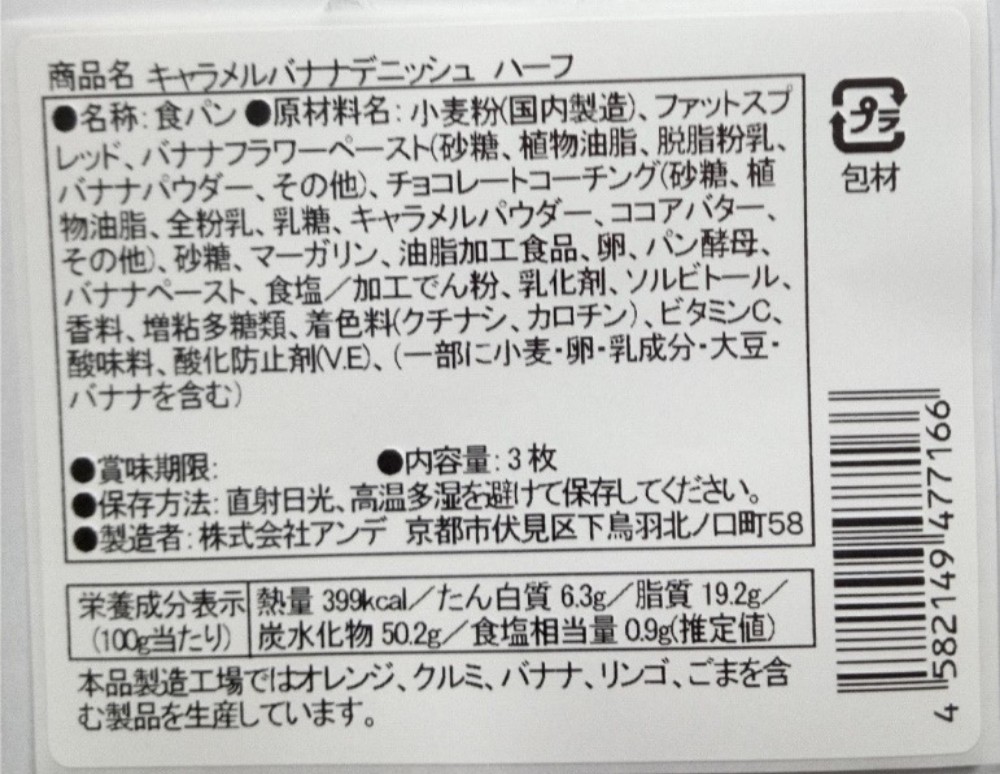 商品名 キャラメルバナナデニッシュ ハーフ
●名称:食パン ●原材料名:小麦粉(国内製造)、ファットスプ
レッド、バナナフラワーペースト(砂糖、植物油脂、脱脂粉乳、
バナナパウダー、その他)、チョコレートコーチング(砂糖、植
物油脂、全粉乳、乳糖、キャラメルパウダー、ココアバター、
その他)、砂糖、マーガリン、油脂加工食品、卵、パン酵母、
バナナペースト、食塩/加工でん粉、乳化剤、ソルビトール、
香料、増粘多糖類、着色料(クチナシ、カロチン)、ビタミンC、
酸味料、酸化防止剤(V.E)、(一部に小麦・卵・乳成分・大豆・
バナナを含む)
●賞味期限: ●内容量:3枚
●保存方法:直射日光、高温多湿を避けて保存してください。
●製造者:株式会社アンデ 京都市伏見区下鳥羽北ノ口町58
栄養成分表示
(100g当たり)
熱量 399kcal/たん白質 6.3g/脂質 19.2g/
炭水化物 50.2g/食塩相当量 0.9g(推定値)
本品製造工場ではオレンジ、クルミ、バナナ、リンゴ、ごまを含
む製品を生産しています。
プラ
包材
4 582149 477166